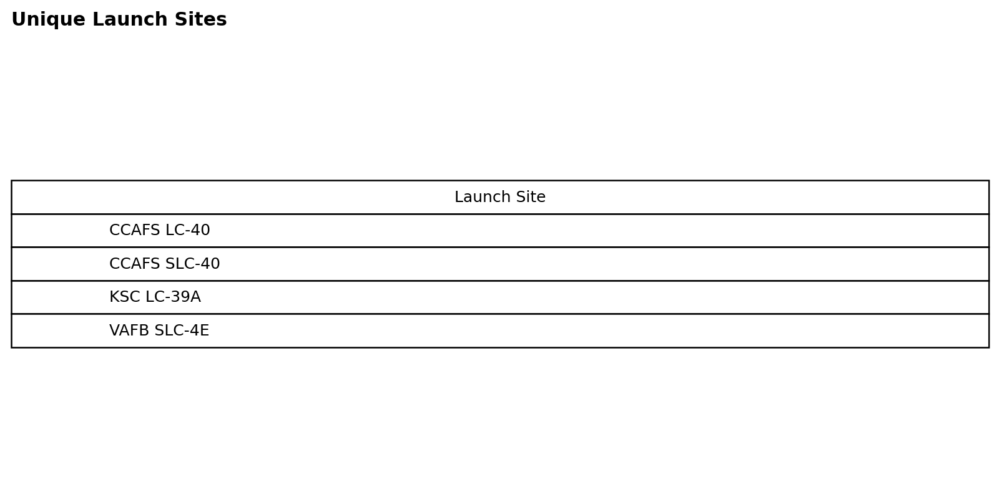 Unique Launch Sites
Launch Site
CCAFS LC-40
CCAFS SLC-40
KSC LC-39A
VAFB SLC-4E